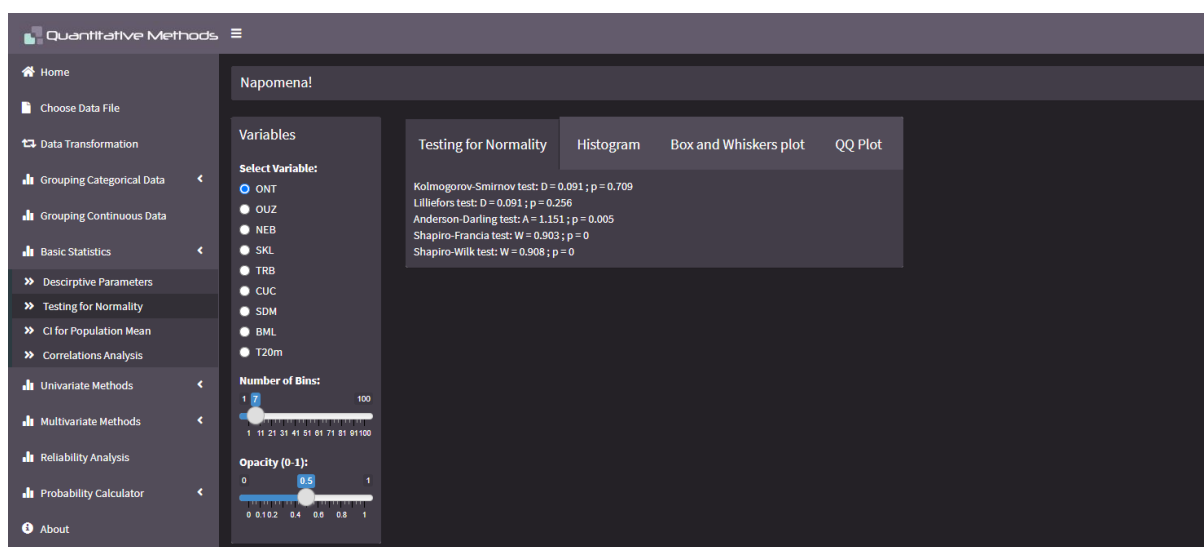 Quantitative Methods
Home
Choose Data File
Data Transformation
Grouping Categorical Data
Grouping Continuous Data
Basic Statistics
Descirptive Parameters
Testing for Normality
CI for Population Mean
Correlations Analysis
Univariate Methods
Multivariate Methods
Reliability Analysis
Probability Calculator
About
Napomena!
Variables
Select Variable:
ONT
OUZ
NEB
SKL
TRB
CUC
SDM
BML
T20m
Number of Bins:
1 7 100
1 11 21 31 41 51 61 71 81 91100
Opacity (0-1):
0 0.5 1
0 0.10.2 0.4 0.6 0.8 1
Testing for Normality Histogram Box and Whiskers plot QQ Plot
Kolmogorov-Smirnov test: D = 0.091 ; p = 0.709
Lilliefors test: D = 0.091 ; p = 0.256
Anderson-Darling test: A = 1.151 ; p = 0.005
Shapiro-Francia test: W = 0.903 ; p = 0
Shapiro-Wilk test: W = 0.908 ; p = 0